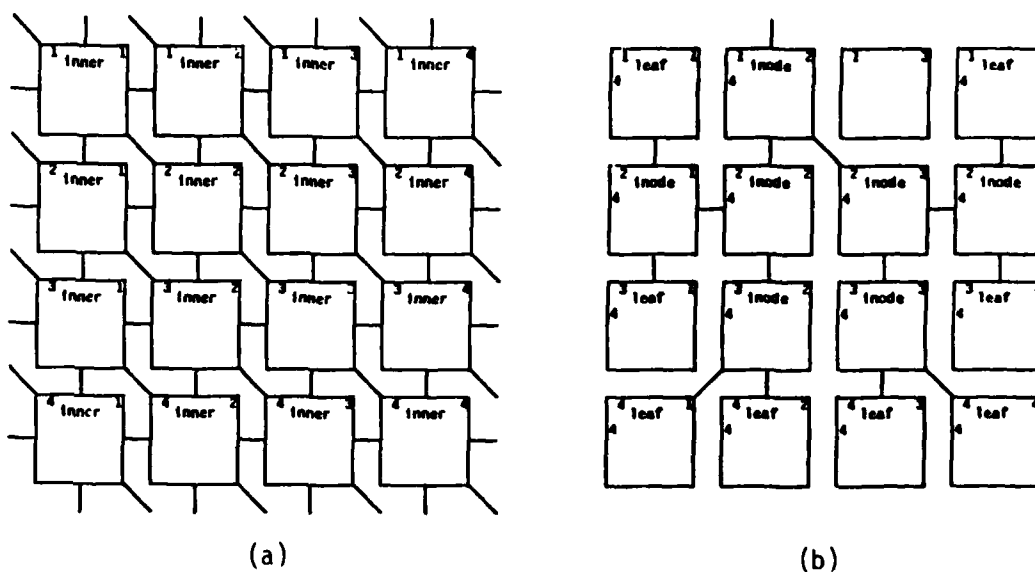 1 1 1 2 1 3 1 4 1 1 1 2 1 3 1
inner inner inner inner leaf inode leaf
4 4 4
2 1 2 2 2 3 2 4 2 1 2 2 2 3 2
inner inner inner inner inode inode inode inode
4 4 4 4
3 1 3 2 3 3 3 4 3 1 3 2 3 3 3
inner inner inner inner leaf inode inode leaf
4 4 4 4
4 1 4 2 4 3 4 4 4 1 4 2 4 3 4
inner inner inner inner leaf leaf leaf leaf
4 4 4 4
(a) (b)